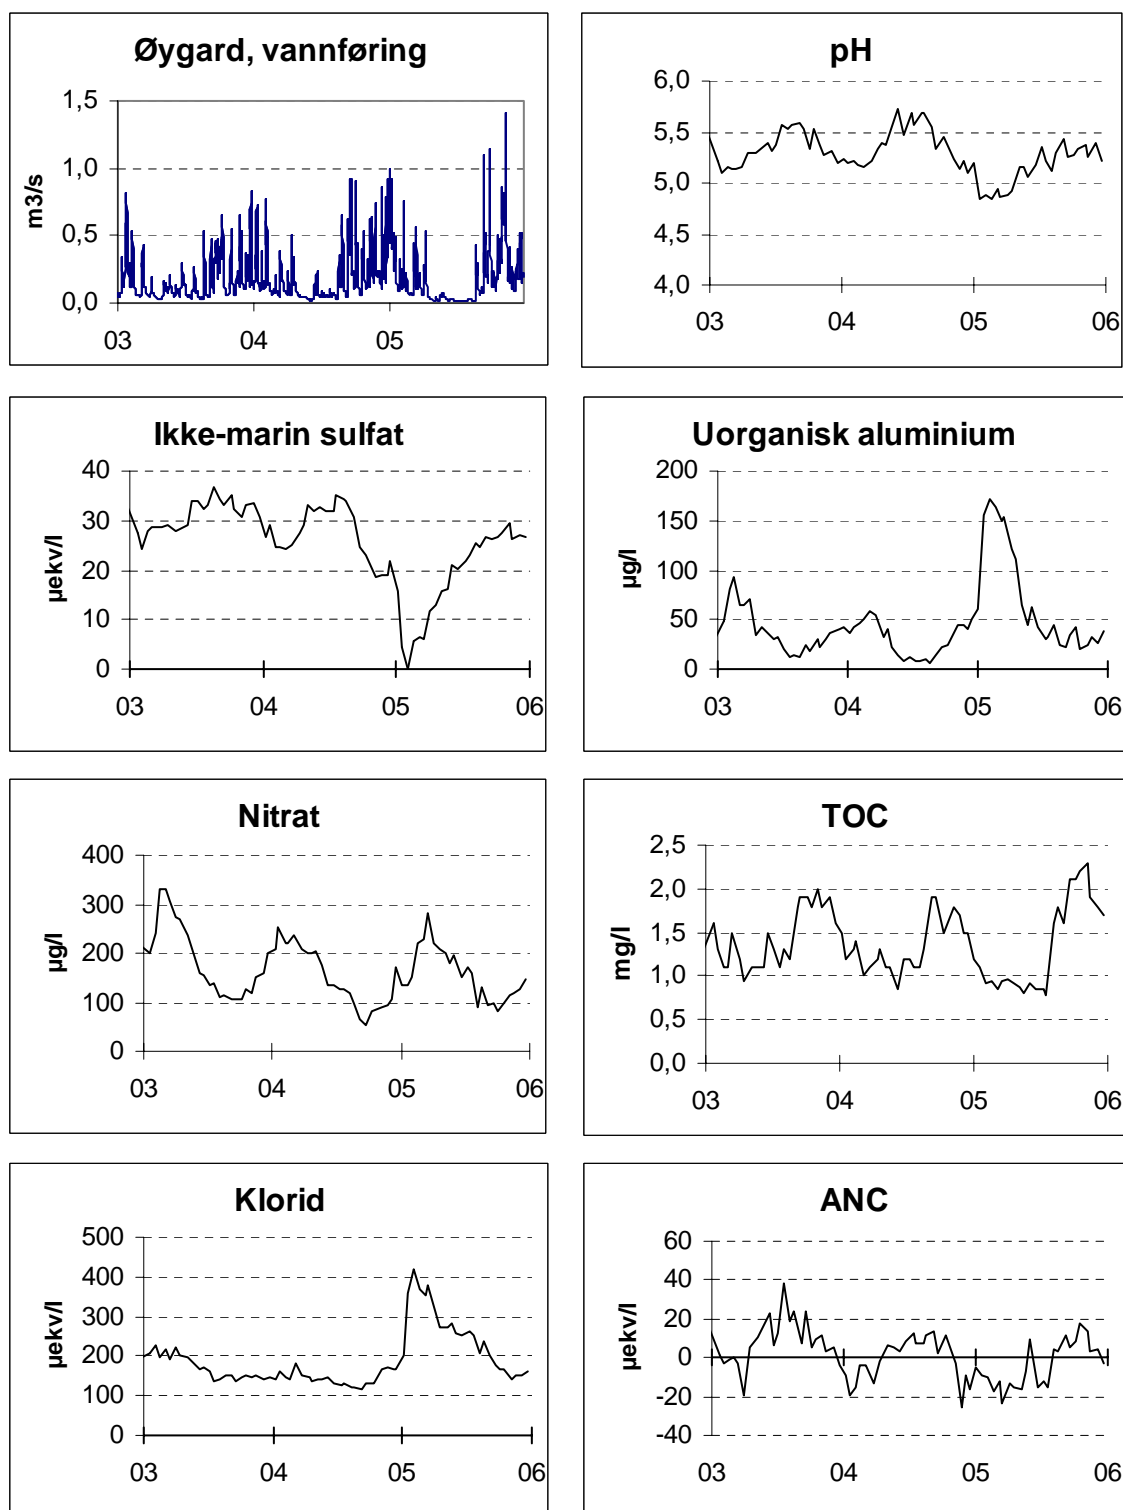 Øygard, vannføring
1,5
1,0
0,5
0,0
m3/s
03 04 05
pH
6,0
5,5
5,0
4,5
4,0
03 04 05 06
Ikke-marin sulfat
40
30
20
10
0
µekv/l
03 04 05 06
Uorganisk aluminium
200
150
100
50
0
µg/l
03 04 05 06
Nitrat
400
300
200
100
0
µg/l
03 04 05 06
TOC
2,5
2,0
1,5
1,0
0,5
0,0
mg/l
03 04 05 06
Klorid
500
400
300
200
100
0
µekv/l
03 04 05 06
ANC
60
40
20
0
-20
-40
µekv/l
03 04 05 06